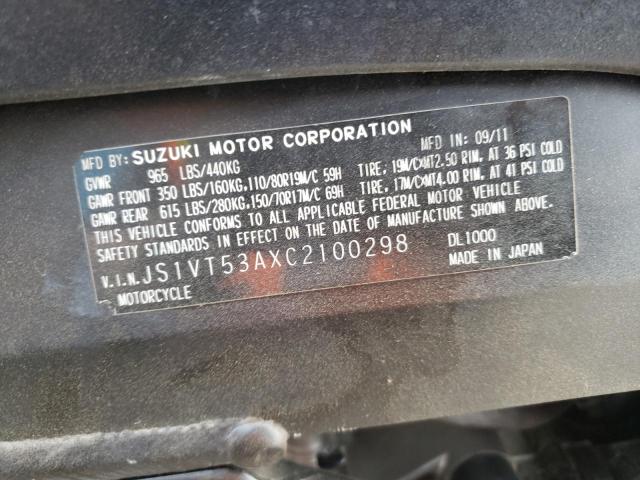 MFD BY: SUZUKI MOTOR CORPORATION MFD IN: 09/11
GVWR 965 LBS/440KG
GAWR FRONT 350 LBS/160KG,110/80R19M/C 59H TIRE, 19M/CXMT2.50 RIM, AT 36 PSI COLD
GAWR REAR 615 LBS/280KG,150/70R17M/C 69H TIRE, 17M/CXMT4.00 RIM, AT 41 PSI COLD
THIS VEHICLE CONFORMS TO ALL APPLICABLE FEDERAL MOTOR VEHICLE
SAFETY STANDARDS IN EFFECT ON THE DATE OF MANUFACTURE SHOWN ABOVE.
V.I.N. JS1VT53AXC2100298 DL1000
MOTORCYCLE MADE IN JAPAN